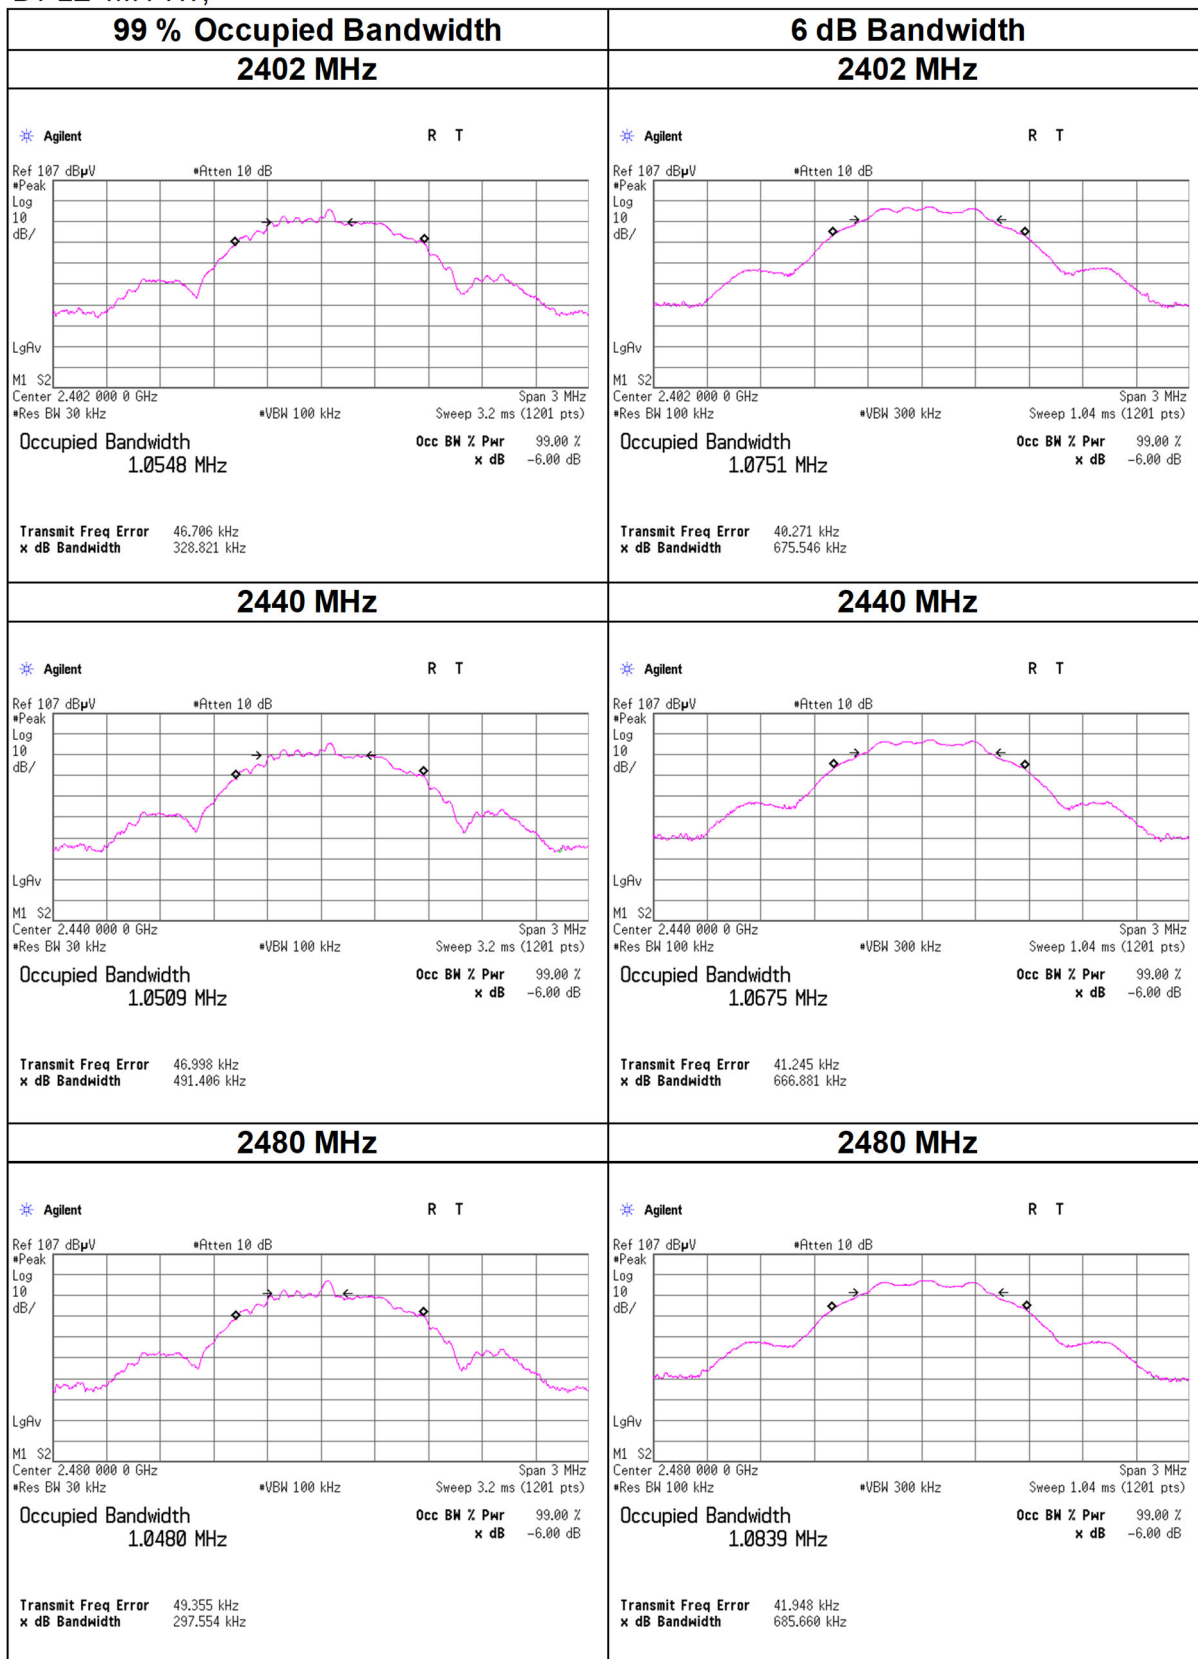 99 % Occupied Bandwidth
6 dB Bandwidth
2402 MHz
2402 MHz
Agilent
R T
Ref 107 dBµV
#Atten 10 dB
#Peak
Log
10
dB/
LgAv
M1 S2
Center 2.402 000 0 GHz
Span 3 MHz
#Res BW 30 kHz
#VBW 100 kHz
Sweep 3.2 ms (1201 pts)
Occupied Bandwidth
1.0548 MHz
Occ BW % Pwr 99.00 %
x dB -6.00 dB
Transmit Freq Error 46.706 kHz
x dB Bandwidth 328.821 kHz
Agilent
R T
Ref 107 dBµV
#Atten 10 dB
#Peak
Log
10
dB/
LgAv
M1 S2
Center 2.402 000 0 GHz
Span 3 MHz
#Res BW 100 kHz
#VBW 300 kHz
Sweep 1.04 ms (1201 pts)
Occupied Bandwidth
1.0751 MHz
Occ BW % Pwr 99.00 %
x dB -6.00 dB
Transmit Freq Error 40.271 kHz
x dB Bandwidth 675.546 kHz
2440 MHz
2440 MHz
Agilent
R T
Ref 107 dBµV
#Atten 10 dB
#Peak
Log
10
dB/
LgAv
M1 S2
Center 2.440 000 0 GHz
Span 3 MHz
#Res BW 30 kHz
#VBW 100 kHz
Sweep 3.2 ms (1201 pts)
Occupied Bandwidth
1.0509 MHz
Occ BW % Pwr 99.00 %
x dB -6.00 dB
Transmit Freq Error 46.998 kHz
x dB Bandwidth 491.406 kHz
Agilent
R T
Ref 107 dBµV
#Atten 10 dB
#Peak
Log
10
dB/
LgAv
M1 S2
Center 2.440 000 0 GHz
Span 3 MHz
#Res BW 100 kHz
#VBW 300 kHz
Sweep 1.04 ms (1201 pts)
Occupied Bandwidth
1.0675 MHz
Occ BW % Pwr 99.00 %
x dB -6.00 dB
Transmit Freq Error 41.245 kHz
x dB Bandwidth 666.881 kHz
2480 MHz
2480 MHz
Agilent
R T
Ref 107 dBµV
#Atten 10 dB
#Peak
Log
10
dB/
LgAv
M1 S2
Center 2.480 000 0 GHz
Span 3 MHz
#Res BW 30 kHz
#VBW 100 kHz
Sweep 3.2 ms (1201 pts)
Occupied Bandwidth
1.0480 MHz
Occ BW % Pwr 99.00 %
x dB -6.00 dB
Transmit Freq Error 49.355 kHz
x dB Bandwidth 297.554 kHz
Agilent
R T
Ref 107 dBµV
#Atten 10 dB
#Peak
Log
10
dB/
LgAv
M1 S2
Center 2.480 000 0 GHz
Span 3 MHz
#Res BW 100 kHz
#VBW 300 kHz
Sweep 1.04 ms (1201 pts)
Occupied Bandwidth
1.0839 MHz
Occ BW % Pwr 99.00 %
x dB -6.00 dB
Transmit Freq Error 41.948 kHz
x dB Bandwidth 685.660 kHz